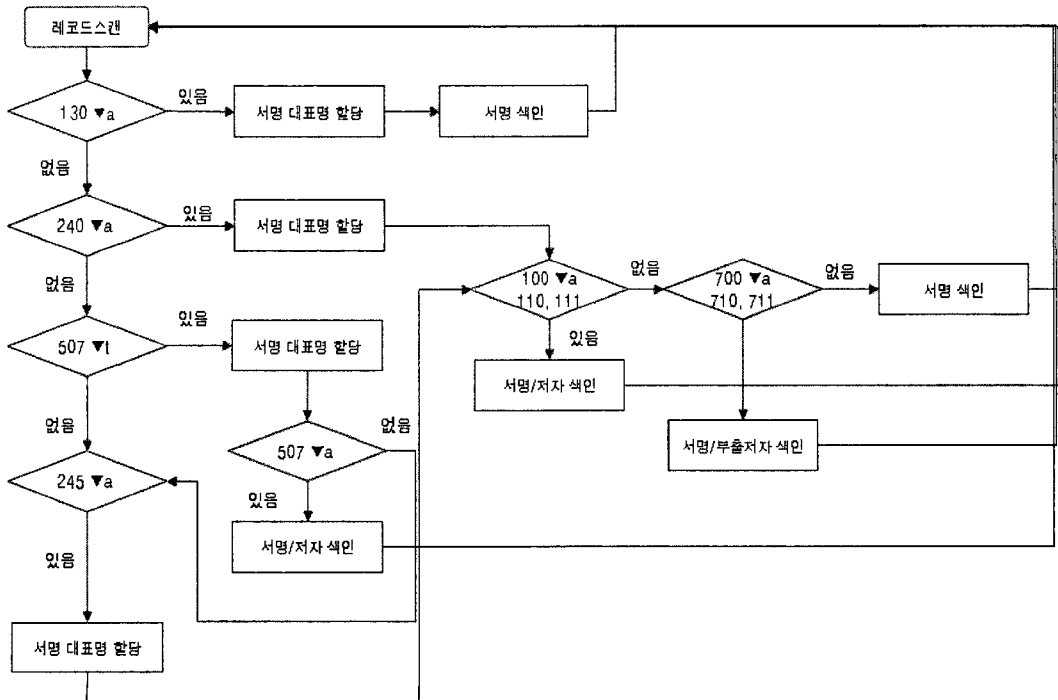 레코드스캔
130 ▼a
있음
서명 대표명 할당
서명 색인
없음
240 ▼a
있음
서명 대표명 할당
없음
100 ▼a
110, 111
없음
700 ▼a
710, 711
없음
서명 색인
있음
서명/저자 색인
서명/부출저자 색인
507 ▼t
있음
서명 대표명 할당
없음
507 ▼a
없음
있음
서명/저자 색인
245 ▼a
있음
서명 대표명 할당